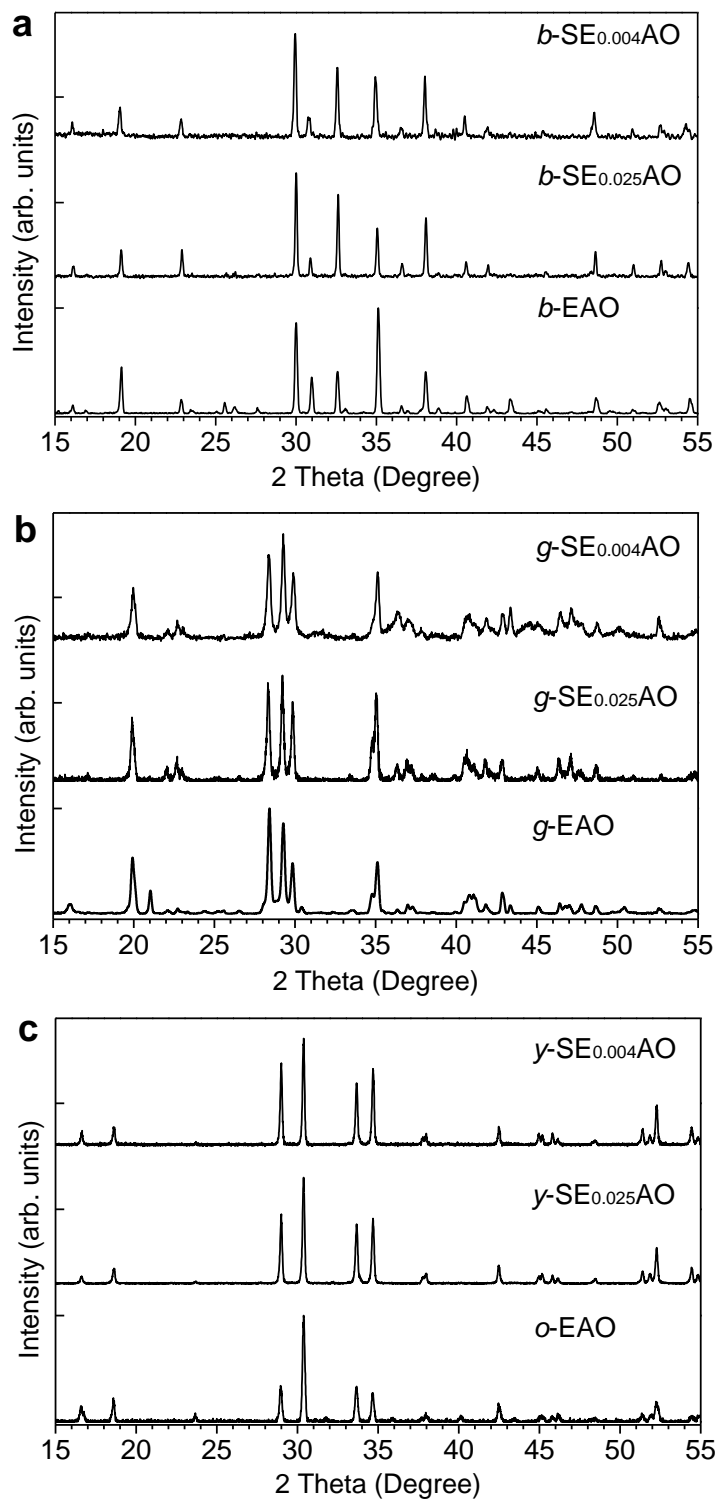 a
b-SE0.004AO
b-SE0.025AO
b-EAO
Intensity (arb. units)
15 20 25 30 35 40 45 50 55
2 Theta (Degree)
b
g-SE0.004AO
g-SE0.025AO
g-EAO
Intensity (arb. units)
15 20 25 30 35 40 45 50 55
2 Theta (Degree)
c
y-SE0.004AO
y-SE0.025AO
o-EAO
Intensity (arb. units)
15 20 25 30 35 40 45 50 55
2 Theta (Degree)